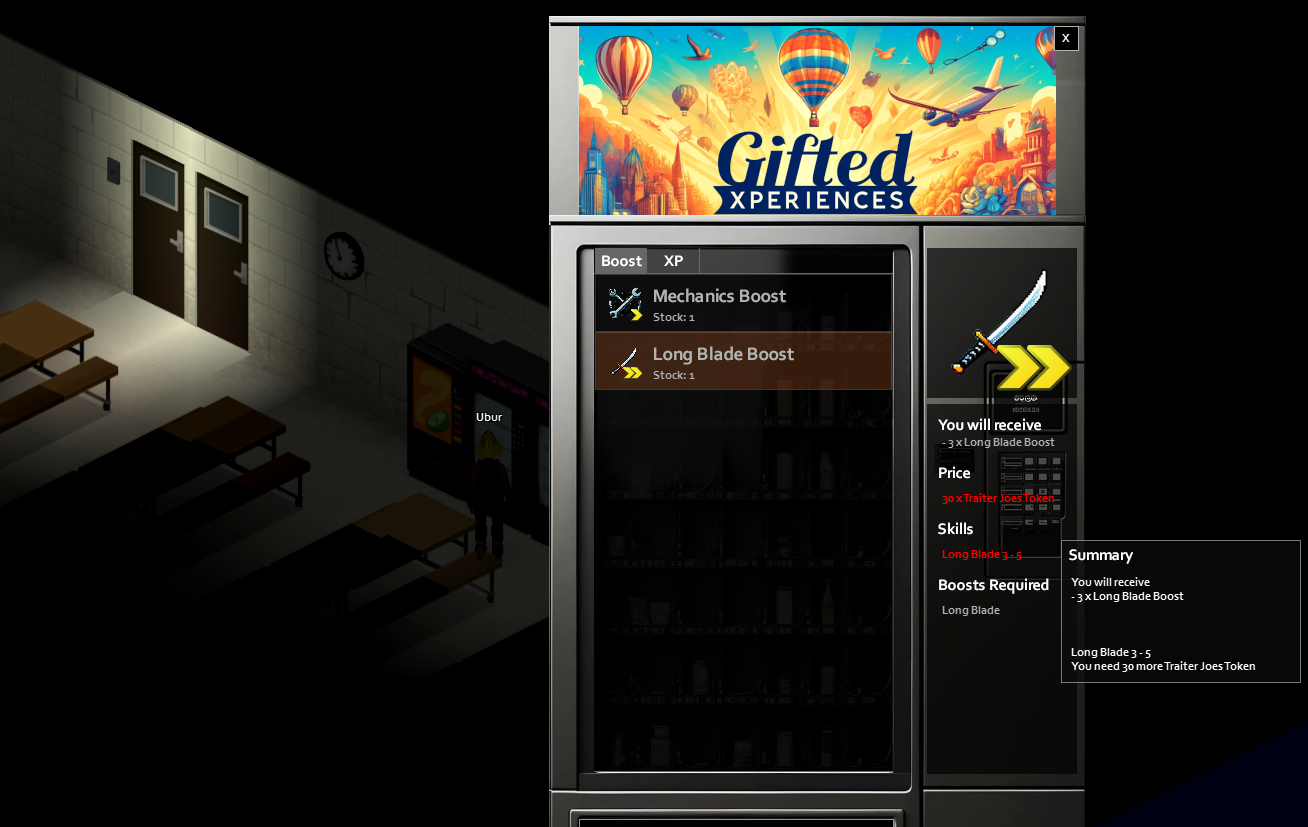 X
Gifted
XPERIENCES
Boost XP
Mechanics Boost
Stock: 1
Long Blade Boost
Stock: 1
Ubur
You will receive
- 3 x Long Blade Boost
Price
30 x Traiter Joes Token
Skills
Long Blade 3 - 5
Boosts Required
Long Blade
Summary
You will receive
- 3 x Long Blade Boost
Long Blade 3 - 5
You need 30 more Traiter Joes Token